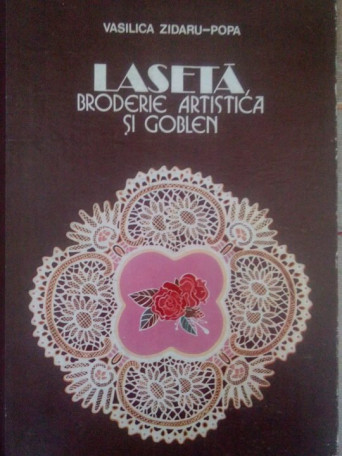 VASILICA ZIDARU-POPA
LASETĂ,
BRODERIE ARTISTICĂ
ȘI GOBLEN